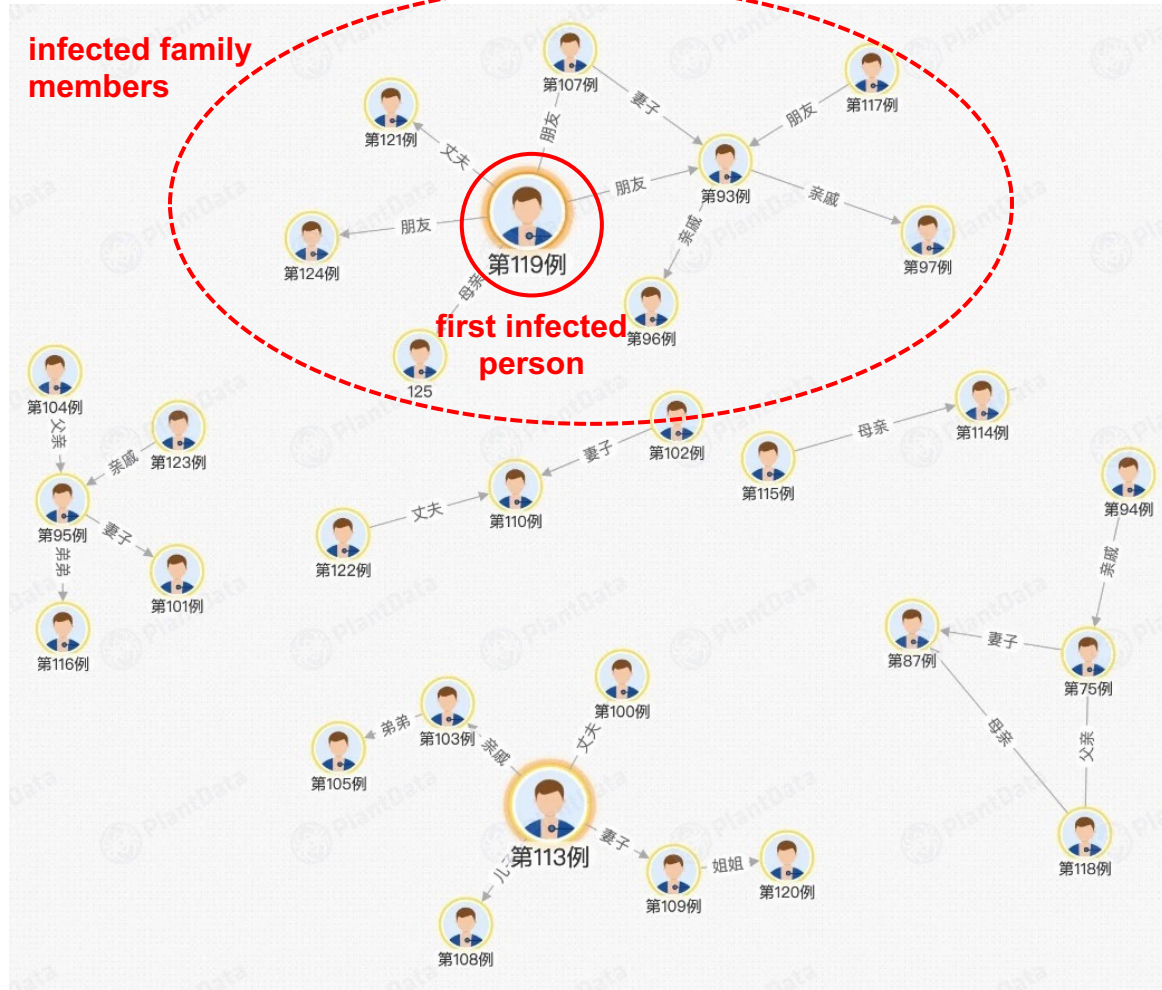 infected family
members
第107例
第117例
第121例
妻子
朋友
朋友
丈夫
第93例
朋友
亲戚
朋友
第124例
第119例
亲戚
第97例
母亲
first infected
person
第96例
125
第104例
父亲
第123例
亲戚
第95例
妻子
弟弟
第101例
第116例
第102例
妻子
第110例
丈夫
第122例
第115例
母亲
第114例
第94例
亲戚
第87例
妻子
第75例
母亲
父亲
第118例
第100例
第103例
弟弟
亲戚
丈夫
第105例
第113例
妻子
第109例
姐姐
第120例
第108例
PlantData